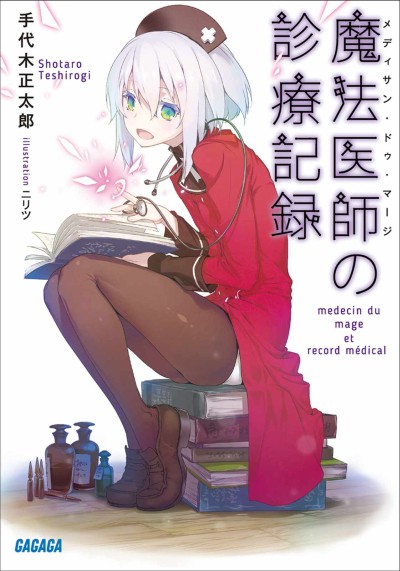 手代木正太郎
Shotaro
Teshirogi
illustration ニリツ
メディサン・ドゥ・マージ
魔法医師の
診療記録
medecin du
mage
et
record médical
GAGAGA